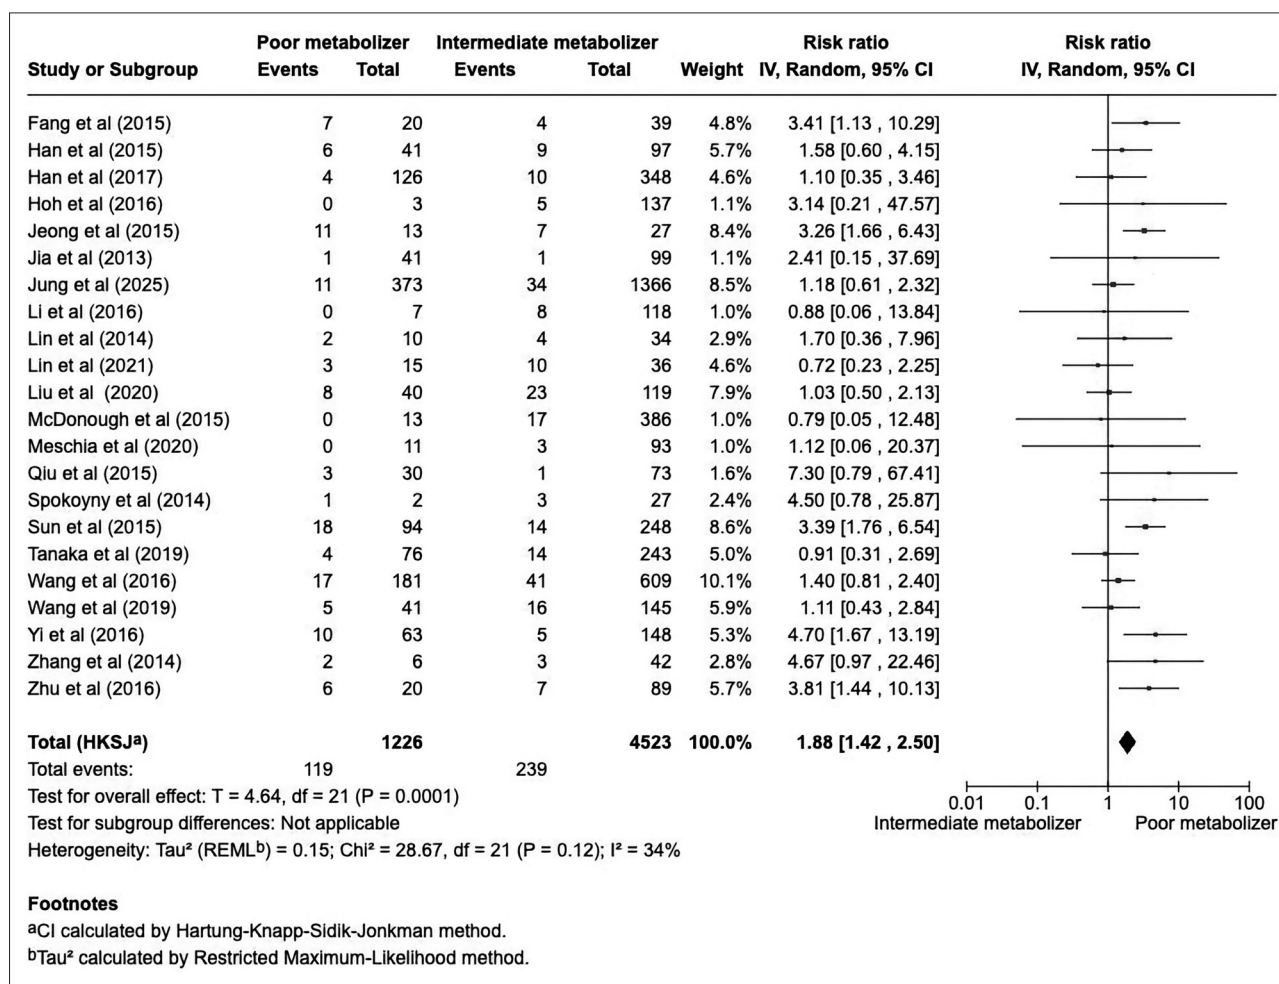 Poor metabolizer Intermediate metabolizer Risk ratio Risk ratio
Study or Subgroup Events Total Events Total Weight IV, Random, 95% CI IV, Random, 95% CI
Fang et al (2015) 7 20 4 39 4.8% 3.41 [1.13 , 10.29]
Han et al (2015) 6 41 9 97 5.7% 1.58 [0.60 , 4.15]
Han et al (2017) 4 126 10 348 4.6% 1.10 [0.35 , 3.46]
Hoh et al (2016) 0 3 5 137 1.1% 3.14 [0.21 , 47.57]
Jeong et al (2015) 11 13 7 27 8.4% 3.26 [1.66 , 6.43]
Jia et al (2013) 1 41 1 99 1.1% 2.41 [0.15 , 37.69]
Jung et al (2025) 11 373 34 1366 8.5% 1.18 [0.61 , 2.32]
Li et al (2016) 0 7 8 118 1.0% 0.88 [0.06 , 13.84]
Lin et al (2014) 2 10 4 34 2.9% 1.70 [0.36 , 7.96]
Lin et al (2021) 3 15 10 36 4.6% 0.72 [0.23 , 2.25]
Liu et al (2020) 8 40 23 119 7.9% 1.03 [0.50 , 2.13]
McDonough et al (2015) 0 13 17 386 1.0% 0.79 [0.05 , 12.48]
Meschia et al (2020) 0 11 3 93 1.0% 1.12 [0.06 , 20.37]
Qiu et al (2015) 3 30 1 73 1.6% 7.30 [0.79 , 67.41]
Spokoyny et al (2014) 1 2 3 27 2.4% 4.50 [0.78 , 25.87]
Sun et al (2015) 18 94 14 248 8.6% 3.39 [1.76 , 6.54]
Tanaka et al (2019) 4 76 14 243 5.0% 0.91 [0.31 , 2.69]
Wang et al (2016) 17 181 41 609 10.1% 1.40 [0.81 , 2.40]
Wang et al (2019) 5 41 16 145 5.9% 1.11 [0.43 , 2.84]
Yi et al (2016) 10 63 5 148 5.3% 4.70 [1.67 , 13.19]
Zhang et al (2014) 2 6 3 42 2.8% 4.67 [0.97 , 22.46]
Zhu et al (2016) 6 20 7 89 5.7% 3.81 [1.44 , 10.13]
Total (HKSJa) 1226 4523 100.0% 1.88 [1.42 , 2.50]
Total events: 119 239
Test for overall effect: T = 4.64, df = 21 (P = 0.0001)
Test for subgroup differences: Not applicable
Heterogeneity: Tau² (REMLb) = 0.15; Chi² = 28.67, df = 21 (P = 0.12); I² = 34%
0.01 0.1 1 10 100
Intermediate metabolizer Poor metabolizer
Footnotes
aCI calculated by Hartung-Knapp-Sidik-Jonkman method.
bTau² calculated by Restricted Maximum-Likelihood method.